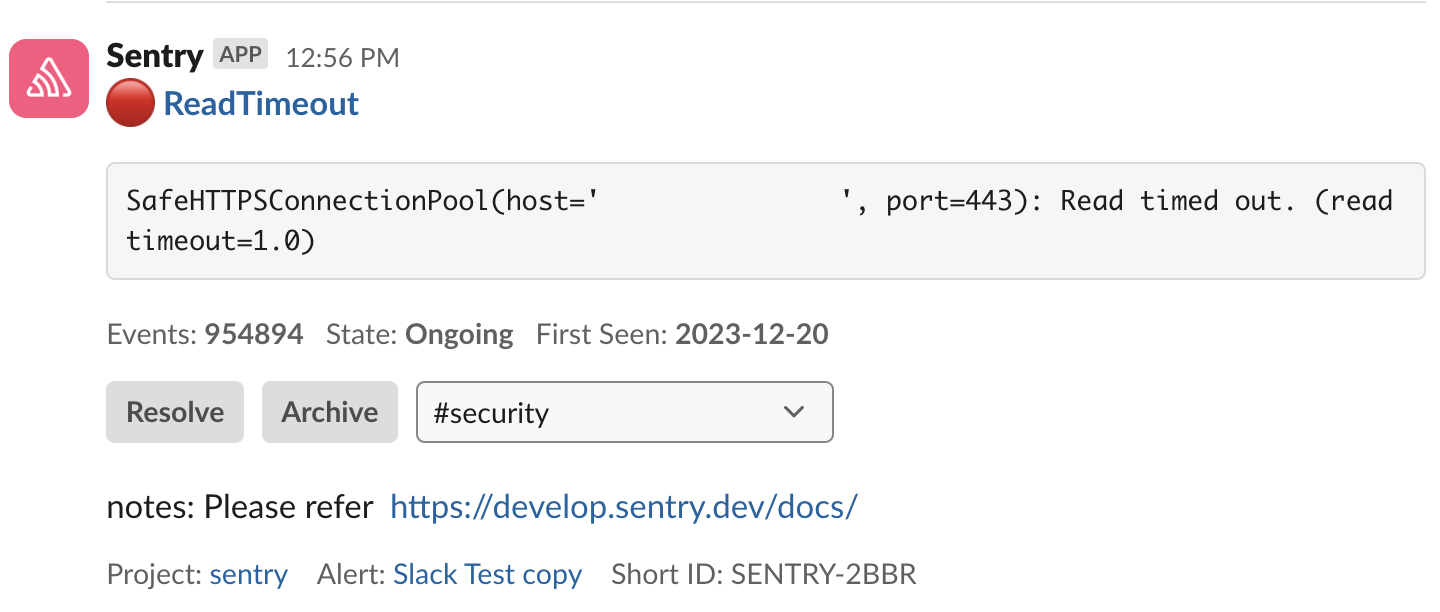 Sentry APP 12:56 PM
ReadTimeout
SafeHTTPSConnectionPool(host=' ', port=443): Read timed out. (read
timeout=1.0)
Events: 954894 State: Ongoing First Seen: 2023-12-20
Resolve Archive #security
notes: Please refer https://develop.sentry.dev/docs/
Project: sentry Alert: Slack Test copy Short ID: SENTRY-2BBR